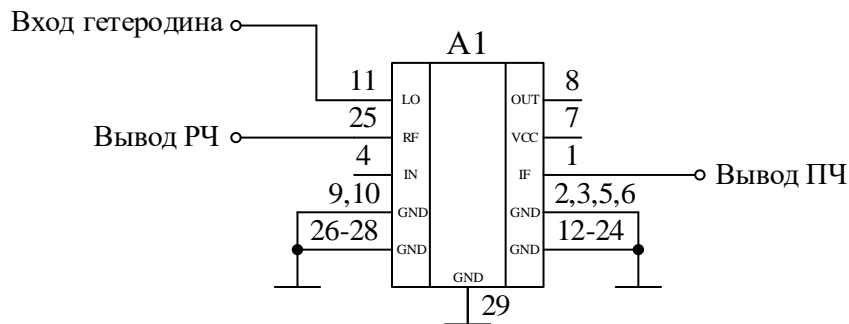 Вход гетеродина
A1
11
LO
OUT
8
25
Вывод РЧ
RF
VCC
7
4
IN
IF
1
Вывод ПЧ
9,10
GND
GND
2,3,5,6
26-28
GND
GND
12-24
GND
29